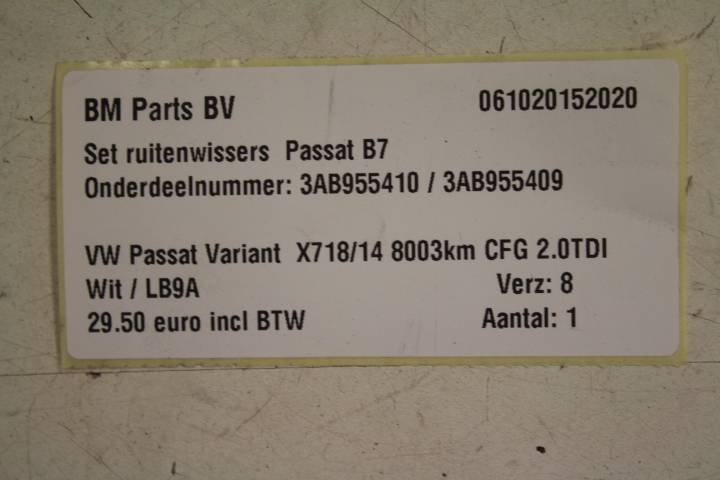 BM Parts BV 061020152020
Set ruitenwissers Passat B7
Onderdeelnummer: 3AB955410 / 3AB955409
VW Passat Variant X718/14 8003km CFG 2.0TDI
Wit / LB9A Verz: 8
29.50 euro incl BTW Aantal: 1